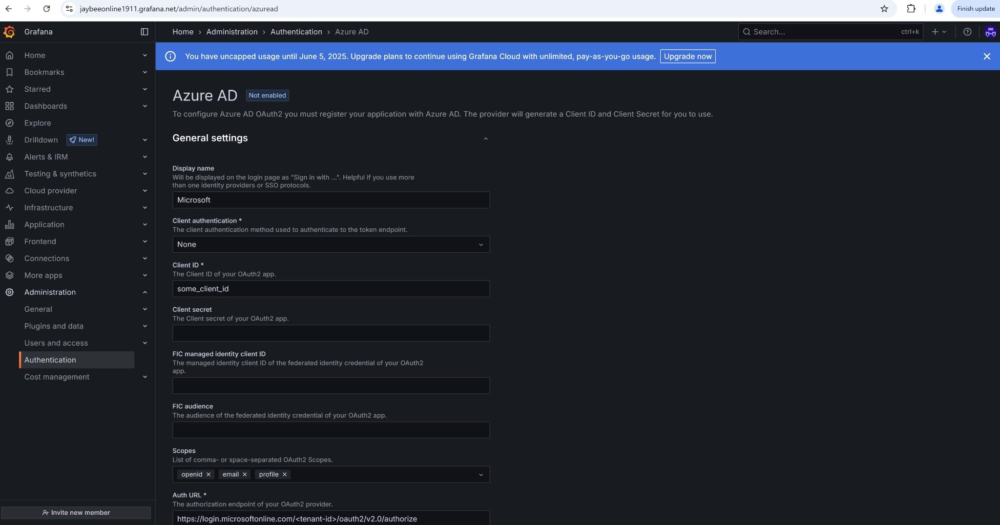 jaybeeonline1911.grafana.net/admin/authentication/azuread
Finish update
Grafana
Home › Administration › Authentication › Azure AD
Search...
ctrl+k
Home
Bookmarks
Starred
Dashboards
Explore
Drilldown New!
Alerts & IRM
Testing & synthetics
Cloud provider
Infrastructure
Application
Frontend
Connections
More apps
Administration
General
Plugins and data
Users and access
Authentication
Cost management
Invite new member
You have uncapped usage until June 5, 2025. Upgrade plans to continue using Grafana Cloud with unlimited, pay-as-you-go usage. Upgrade now
Azure AD Not enabled
To configure Azure AD OAuth2 you must register your application with Azure AD. The provider will generate a Client ID and Client Secret for you to use.
General settings
Display name
Will be displayed on the login page as "Sign in with ...". Helpful if you use more
than one identity providers or SSO protocols.
Microsoft
Client authentication *
The client authentication method used to authenticate to the token endpoint.
None
Client ID *
The Client ID of your OAuth2 app.
some_client_id
Client secret
The Client secret of your OAuth2 app.
FIC managed identity client ID
The managed identity client ID of the federated identity credential of your OAuth2
app.
FIC audience
The audience of the federated identity credential of your OAuth2 app.
Scopes
List of comma- or space-separated OAuth2 Scopes.
openid email profile
Auth URL *
The authorization endpoint of your OAuth2 provider.
https://login.microsoftonline.com/<tenant-id>/oauth2/v2.0/authorize